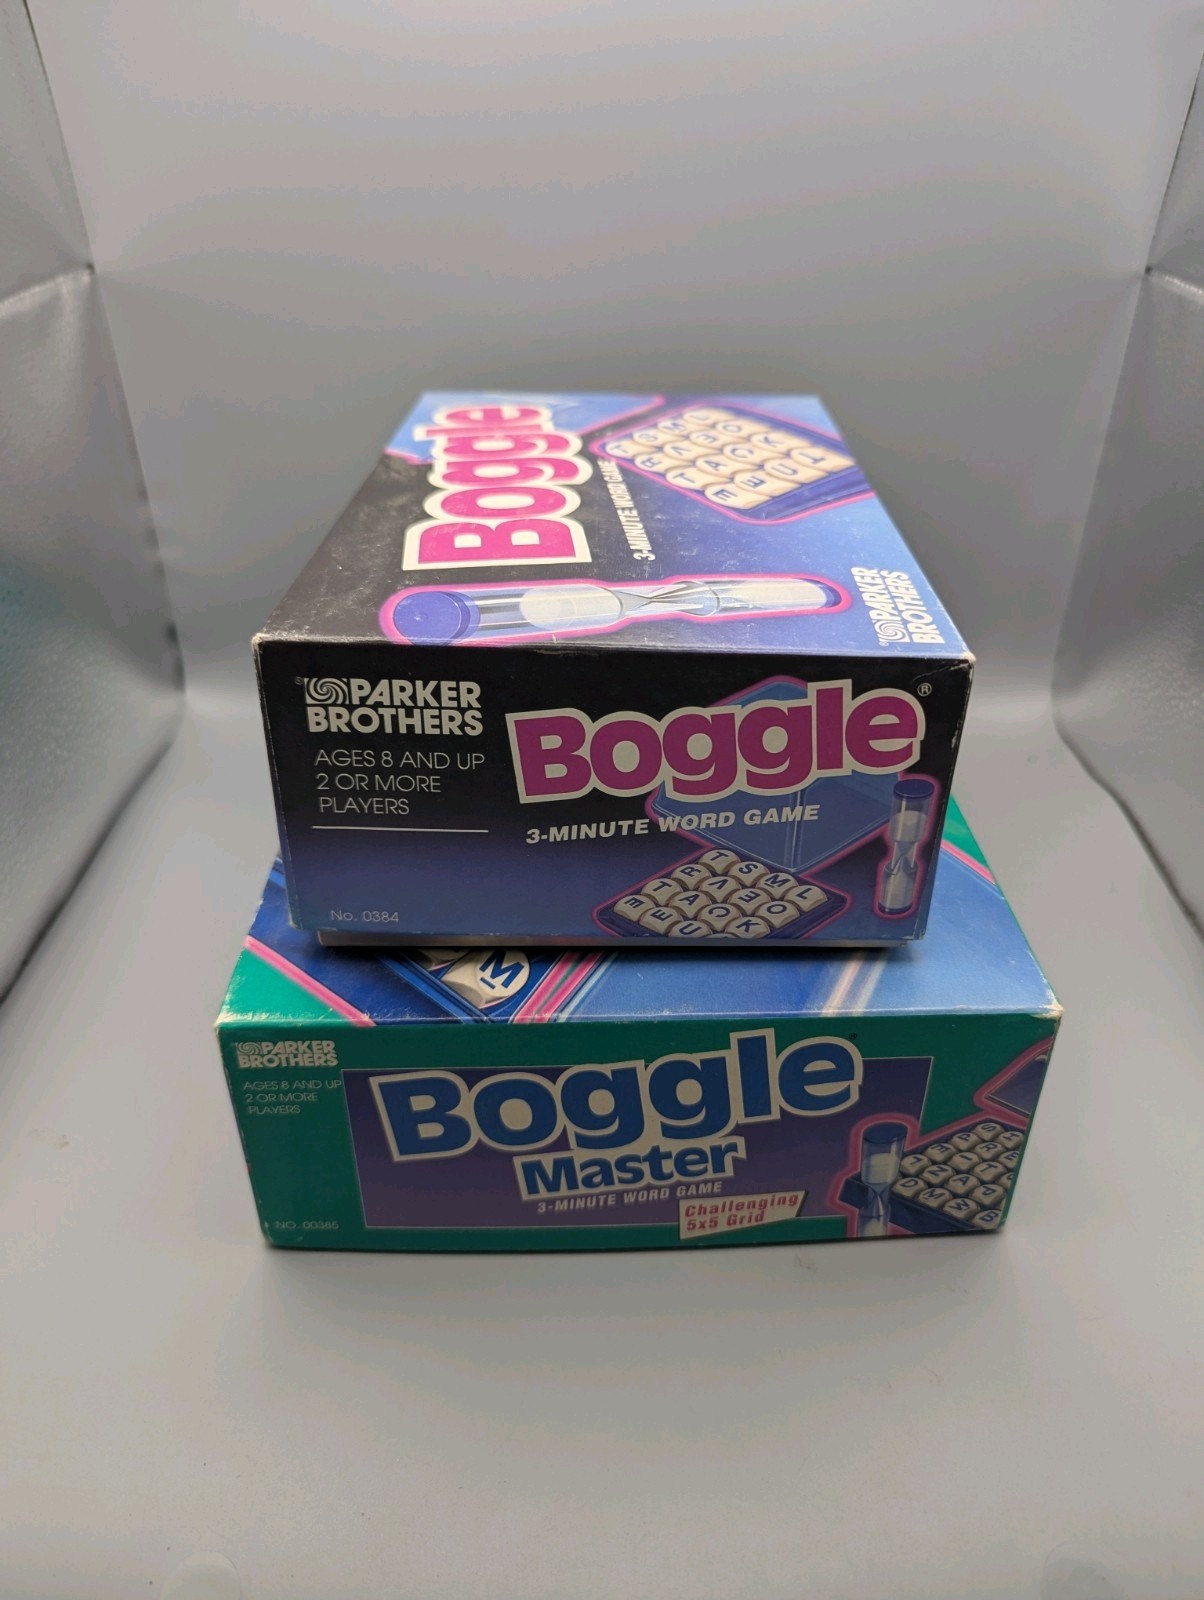 Boggle
3-MINUTE WORD GAME
PARKER
BROTHERS
PARKER
BROTHERS
AGES 8 AND UP
2 OR MORE
PLAYERS
No. 0384
Boggle®
3-MINUTE WORD GAME
M
PARKER
BROTHERS
AGES 8 AND UP
2 OR MORE
PLAYERS
NO. 00385
Boggle
Master
3-MINUTE WORD GAME
Challenging
5x5 Grid